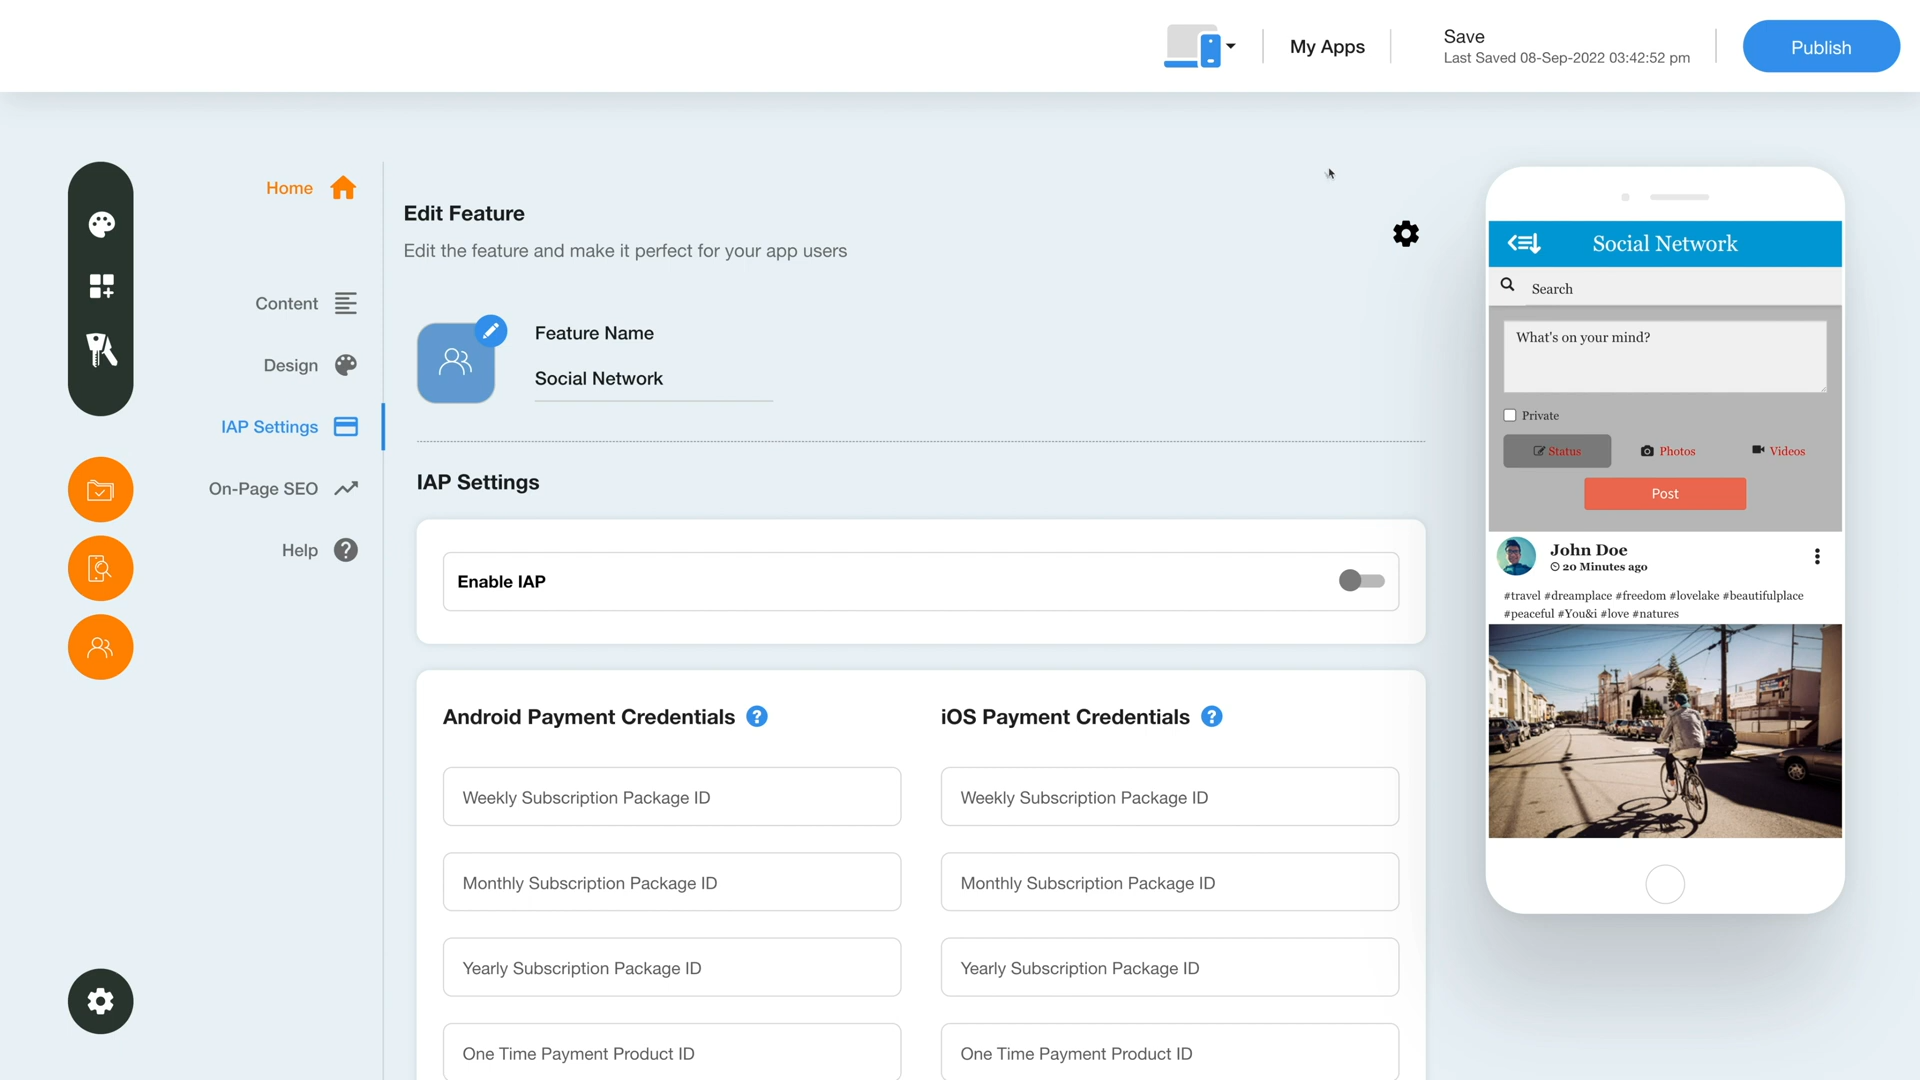 My Apps
Save
Last Saved 08-Sep-2022 03:42:52 pm
Publish
Home
Content
Design
IAP Settings
On-Page SEO
Help
Edit Feature
Edit the feature and make it perfect for your app users
Feature Name
Social Network
IAP Settings
Enable IAP
Android Payment Credentials ?
iOS Payment Credentials ?
Weekly Subscription Package ID
Weekly Subscription Package ID
Monthly Subscription Package ID
Monthly Subscription Package ID
Yearly Subscription Package ID
Yearly Subscription Package ID
One Time Payment Product ID
One Time Payment Product ID
Social Network
Search
What's on your mind?
Private
Status
Photos
Videos
Post
John Doe
20 Minutes ago
#travel #dreamplace #freedom #lovelake #beautifulplace
#peaceful #You&i #love #natures